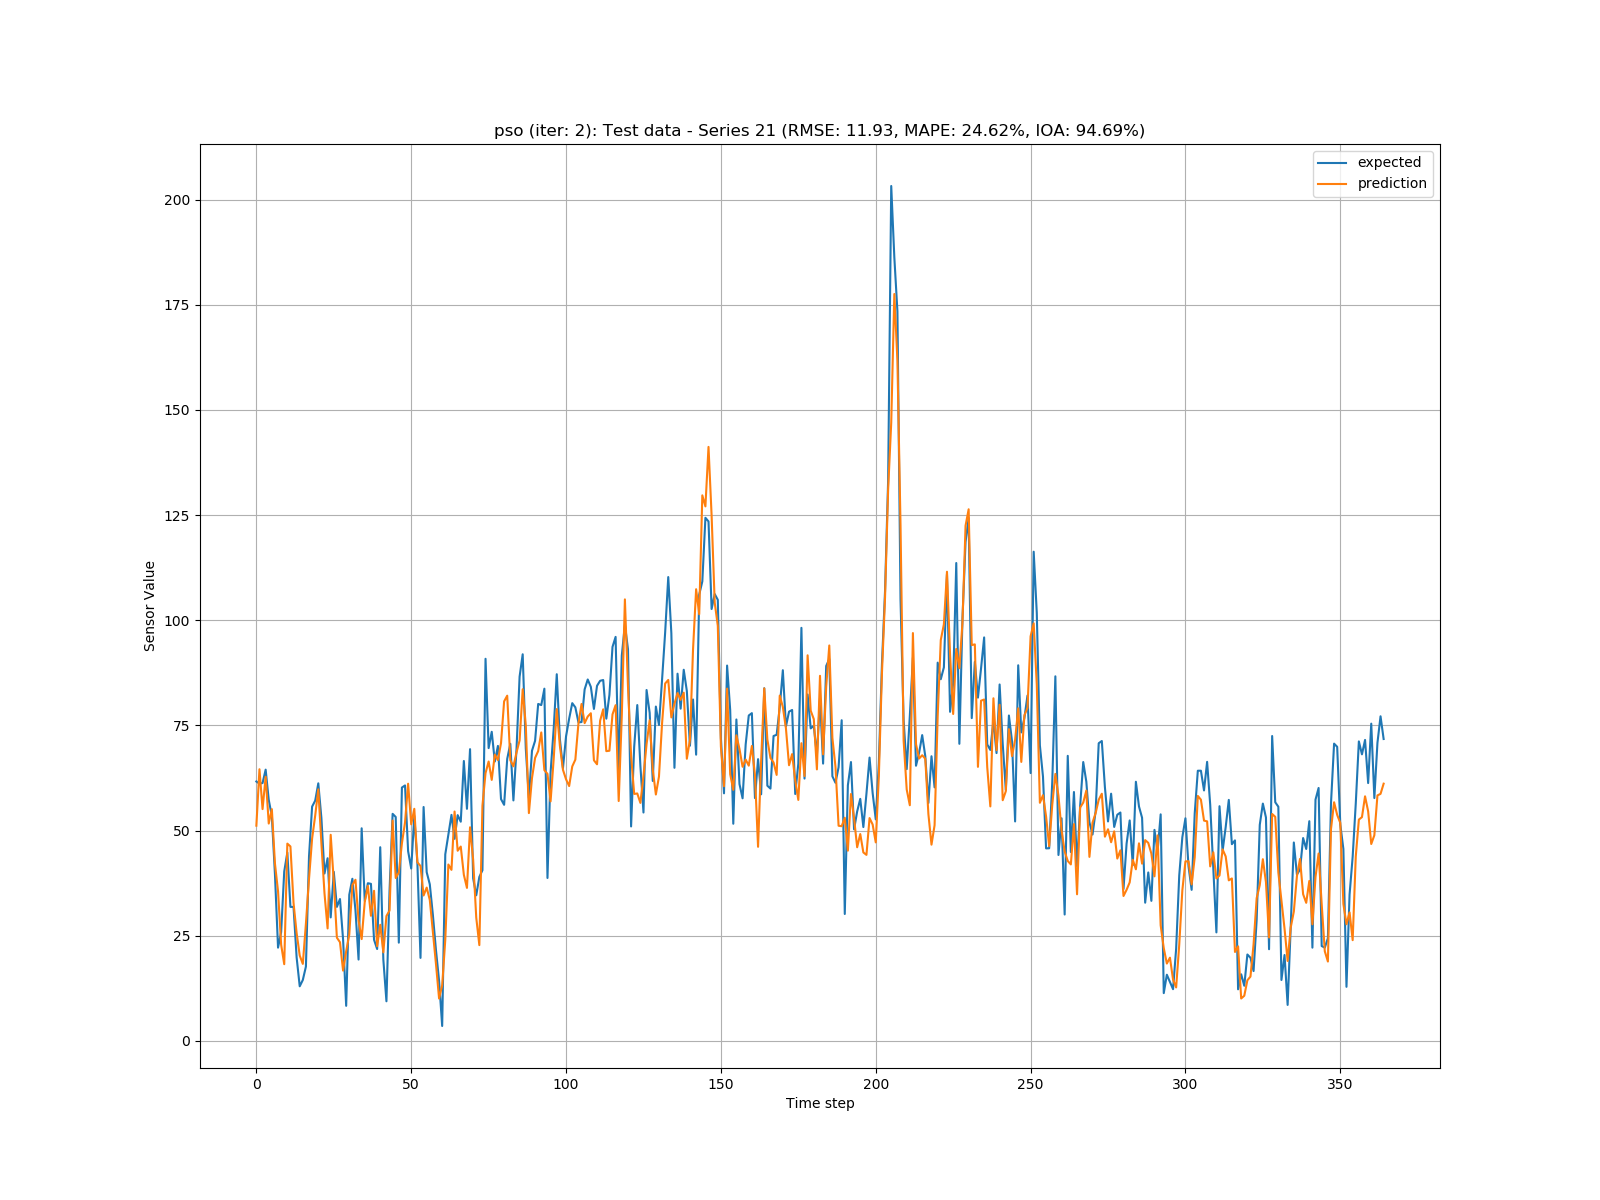 pso (iter: 2): Test data - Series 21 (RMSE: 11.93, MAPE: 24.62%, IOA: 94.69%)
expected
prediction
200
175
150
125
100
75
50
25
0
Sensor Value
0 50 100 150 200 250 300 350
Time step